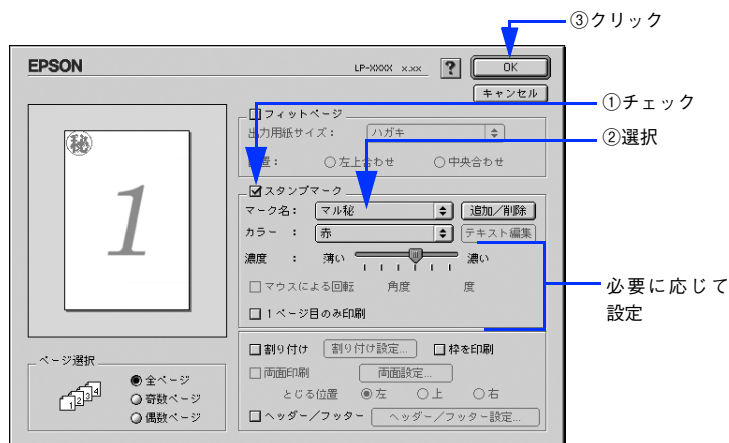 ③クリック
EPSON
LP-XXXX x.xx
?
OK
キャンセル
①チェック
②選択
フィットページ
出力用紙サイズ： ハガキ
置： 左上合わせ 中央合わせ
秘
1
スタンプマーク
マーク名： マル秘 追加／削除
カラー ： 赤 テキスト編集
濃度 ： 薄い 濃い
マウスによる回転 角度 度
1ページ目のみ印刷
必要に応じて
設定
割り付け 割り付け設定... 枠を印刷
両面印刷 両面設定...
とじる位置 左 上 右
ヘッダー／フッター ヘッダー／フッター設定...
ページ選択
1 2 3 4
全ページ
奇数ページ
偶数ページ